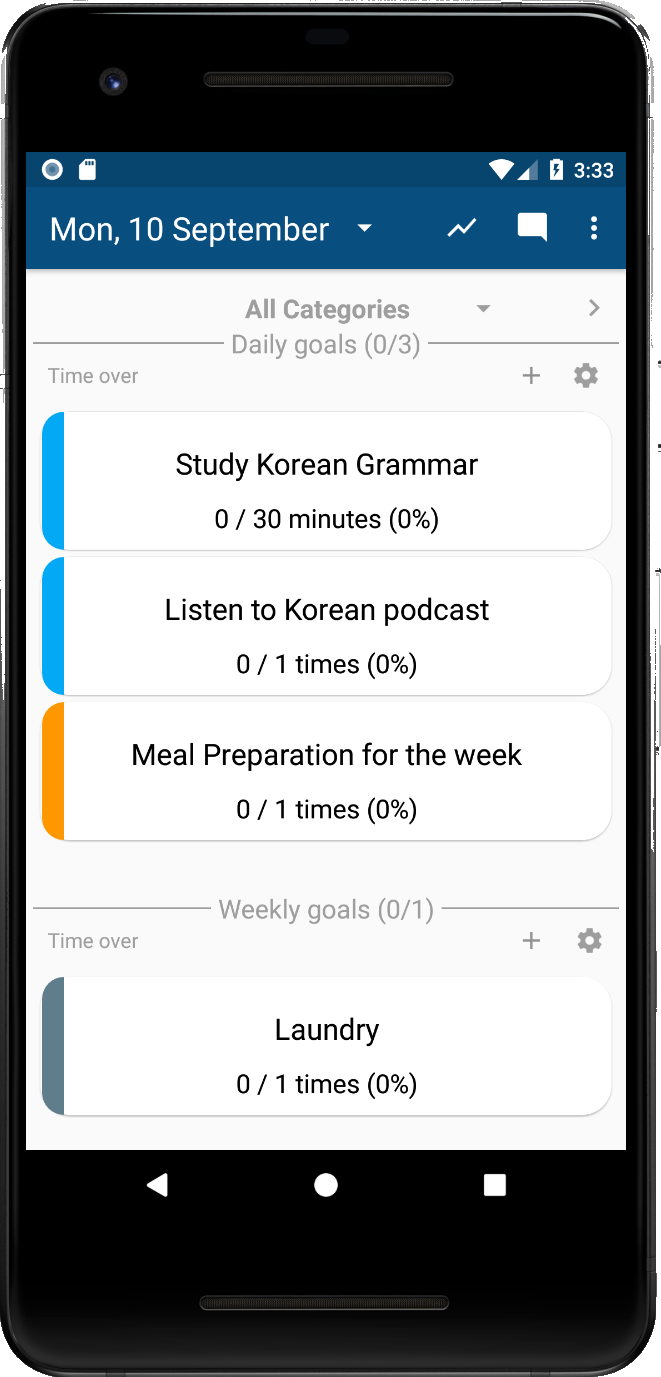 3:33
Mon, 10 September
All Categories
Daily goals (0/3)
Time over
Study Korean Grammar
0 / 30 minutes (0%)
Listen to Korean podcast
0 / 1 times (0%)
Meal Preparation for the week
0 / 1 times (0%)
Weekly goals (0/1)
Time over
Laundry
0 / 1 times (0%)